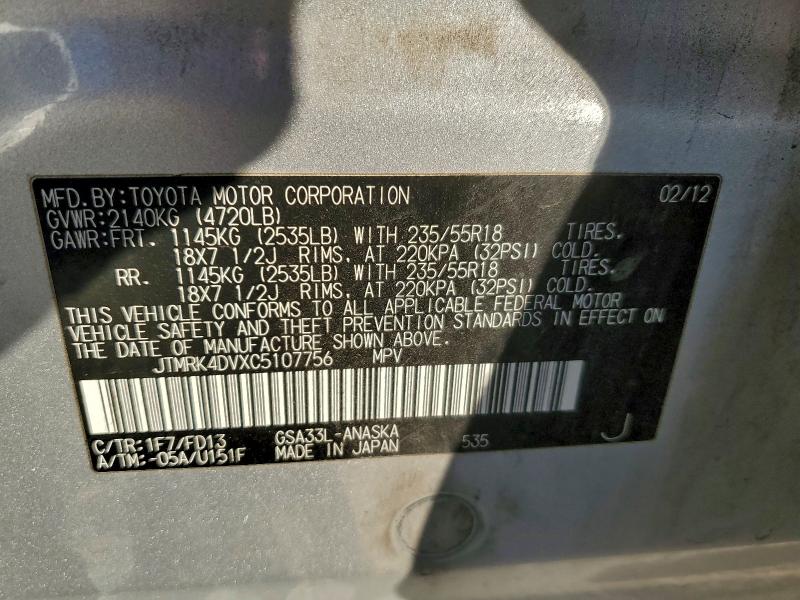 MFD.BY:TOYOTA MOTOR CORPORATION 02/12
GVWR:2140KG (4720LB)
GAWR:FRT. 1145KG (2535LB) WITH 235/55R18 TIRES.
18X7 1/2J RIMS. AT 220KPA (32PSI) COLD.
RR. 1145KG (2535LB) WITH 235/55R18 TIRES.
18X7 1/2J RIMS. AT 220KPA (32PSI) COLD.
THIS VEHICLE CONFORMS TO ALL APPLICABLE FEDERAL MOTOR
VEHICLE SAFETY AND THEFT PREVENTION STANDARDS IN EFFECT ON
THE DATE OF MANUFACTURE SHOWN ABOVE.
JTMRK4DVXC5107756 MPV
C/TR:1F7/FD13 GSA33L-ANASKA 535 J
A/TM:-05A/U151F MADE IN JAPAN